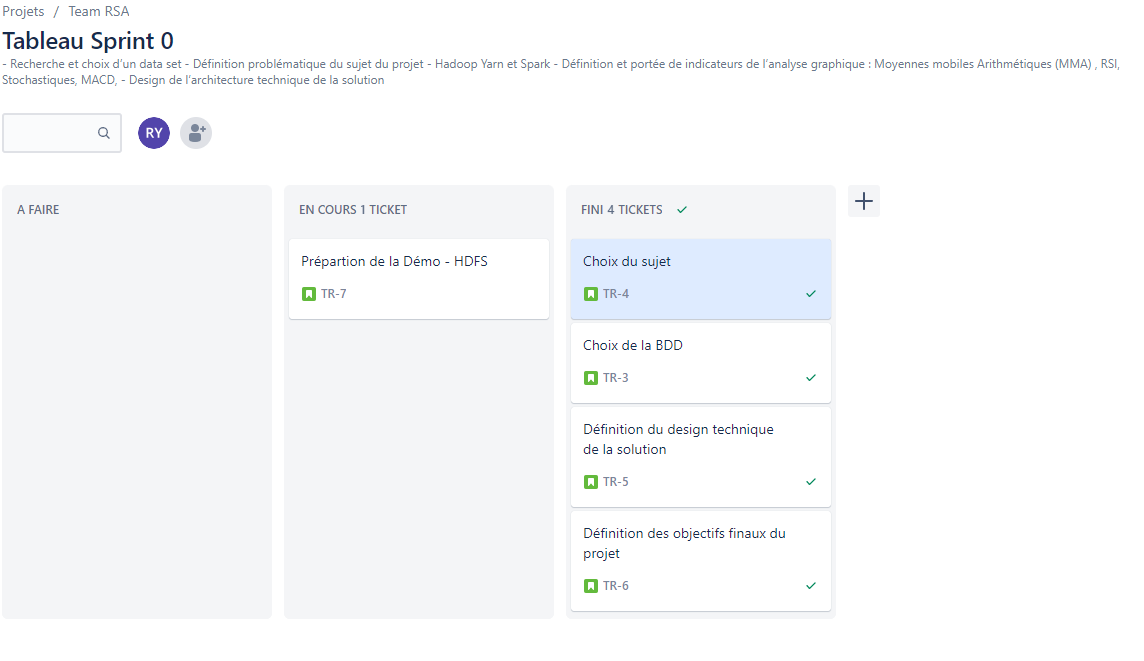 Projets / Team RSA
Tableau Sprint 0
- Recherche et choix d’un data set - Définition problématique du sujet du projet - Hadoop Yarn et Spark - Définition et portée de indicateurs de l’analyse graphique : Moyennes mobiles Arithmétiques (MMA) , RSI,
Stochastiques, MACD, - Design de l’architecture technique de la solution
RY
A FAIRE
EN COURS 1 TICKET
Prépartion de la Démo - HDFS
TR-7
FINI 4 TICKETS
Choix du sujet
TR-4
Choix de la BDD
TR-3
Définition du design technique
de la solution
TR-5
Définition des objectifs finaux du
projet
TR-6